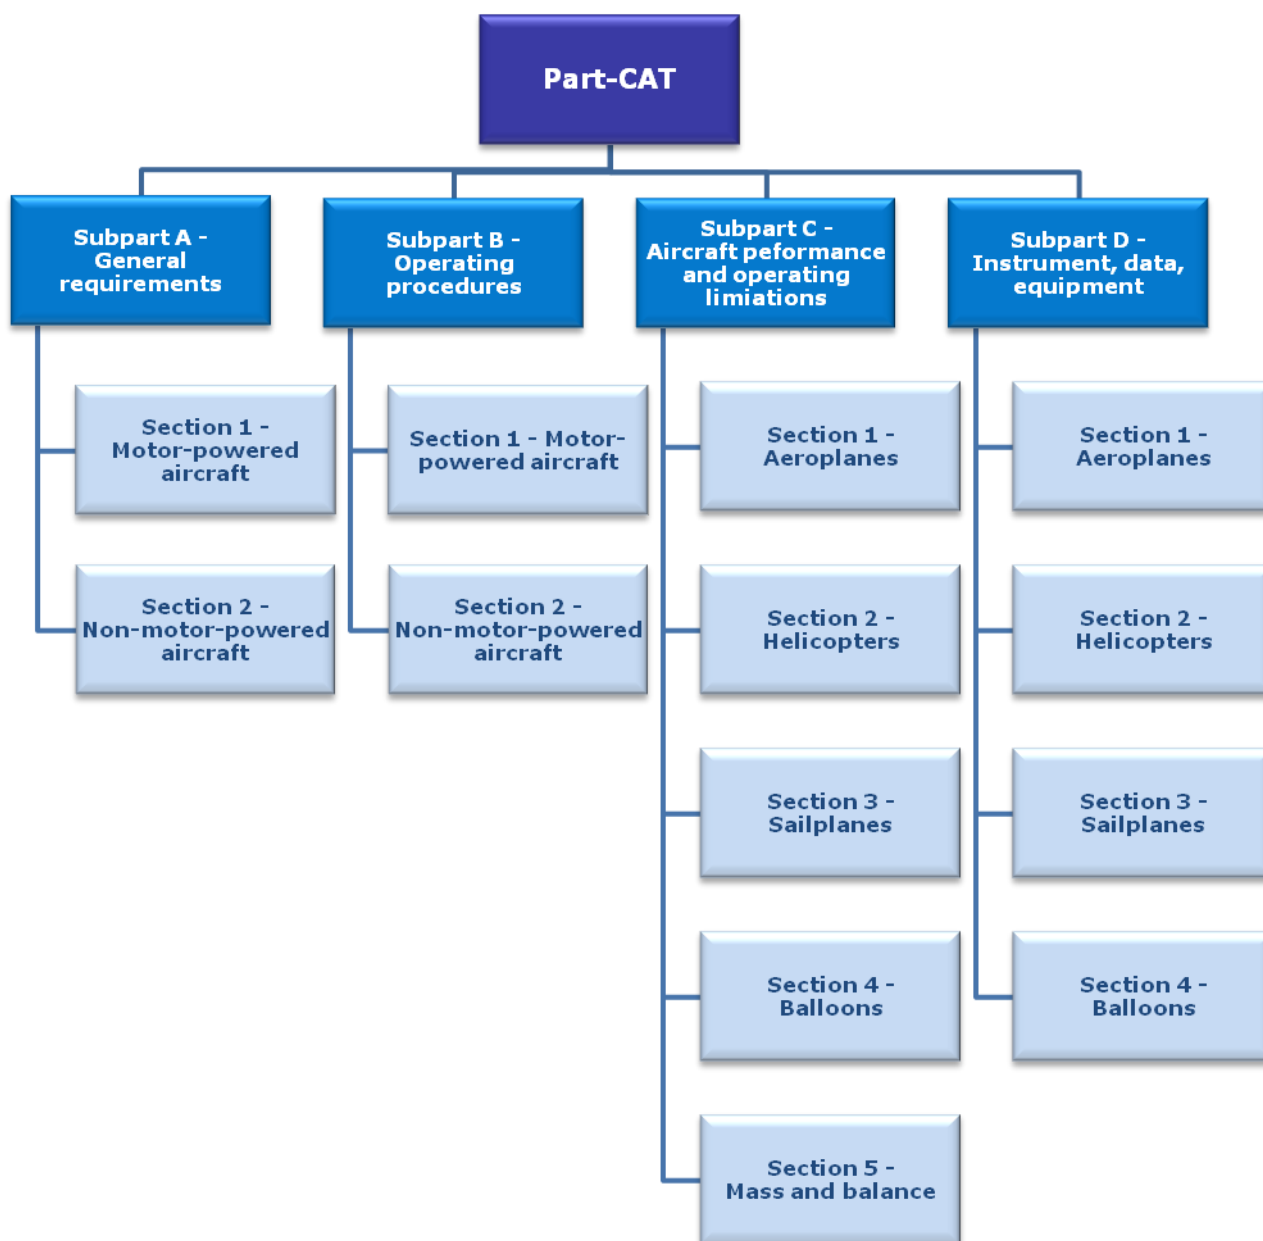 Part-CAT
Subpart A -
General
requirements
Section 1 -
Motor-powered
aircraft
Section 2 -
Non-motor-powered
aircraft
Subpart B -
Operating
procedures
Section 1 - Motor-
powered aircraft
Section 2 -
Non-motor-powered
aircraft
Subpart C -
Aircraft peformance
and operating
limiations
Section 1 -
Aeroplanes
Section 2 -
Helicopters
Section 3 -
Sailplanes
Section 4 -
Balloons
Section 5 -
Mass and balance
Subpart D -
Instrument, data,
equipment
Section 1 -
Aeroplanes
Section 2 -
Helicopters
Section 3 -
Sailplanes
Section 4 -
Balloons